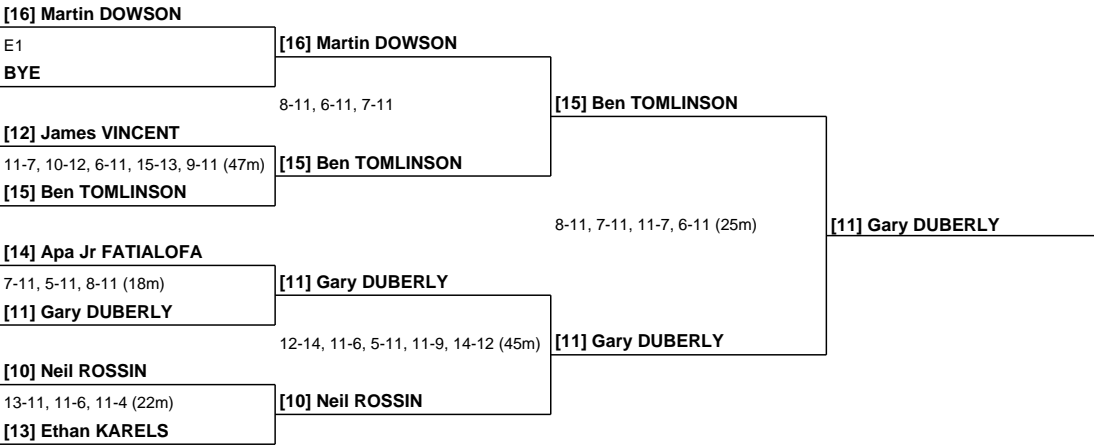 [16] Martin DOWSON
E1
BYE
[16] Martin DOWSON
8-11, 6-11, 7-11
[12] James VINCENT
11-7, 10-12, 6-11, 15-13, 9-11 (47m)
[15] Ben TOMLINSON
[15] Ben TOMLINSON
[15] Ben TOMLINSON
8-11, 7-11, 11-7, 6-11 (25m)
[11] Gary DUBERLY
[14] Apa Jr FATIALOFA
7-11, 5-11, 8-11 (18m)
[11] Gary DUBERLY
[11] Gary DUBERLY
12-14, 11-6, 5-11, 11-9, 14-12 (45m)
[11] Gary DUBERLY
[10] Neil ROSSIN
13-11, 11-6, 11-4 (22m)
[13] Ethan KARELS
[10] Neil ROSSIN